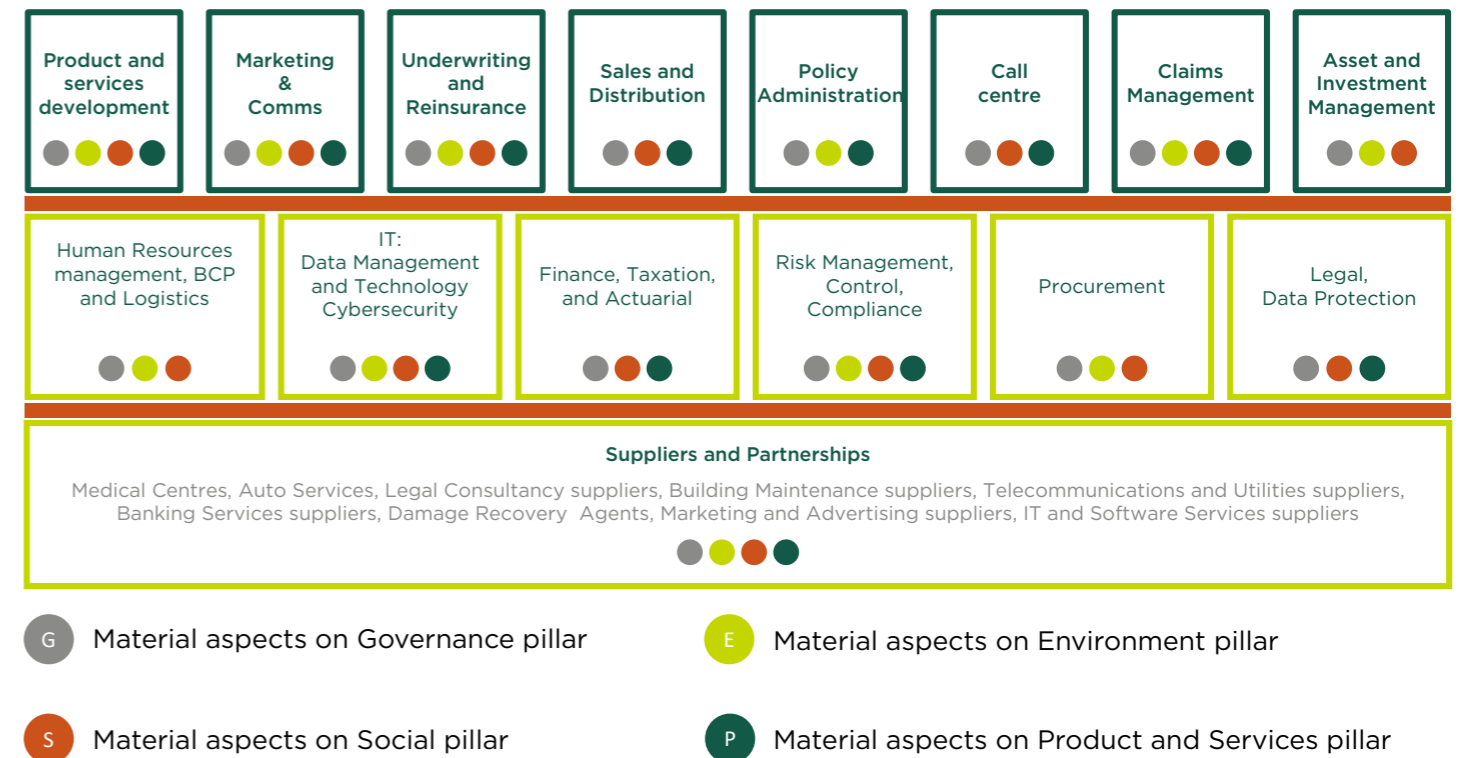 Product and
services
development
Marketing
&
Comms
Underwriting
and
Reinsurance
Sales and
Distribution
Policy
Administration
Call
centre
Claims
Management
Asset and
Investment
Management
Human Resources
management, BCP
and Logistics
IT:
Data Management
and Technology
Cybersecurity
Finance, Taxation,
and Actuarial
Risk Management,
Control,
Compliance
Procurement
Legal,
Data Protection
Suppliers and Partnerships
Medical Centres, Auto Services, Legal Consultancy suppliers, Building Maintenance suppliers, Telecommunications and Utilities suppliers,
Banking Services suppliers, Damage Recovery Agents, Marketing and Advertising suppliers, IT and Software Services suppliers
G Material aspects on Governance pillar
E Material aspects on Environment pillar
S Material aspects on Social pillar
P Material aspects on Product and Services pillar